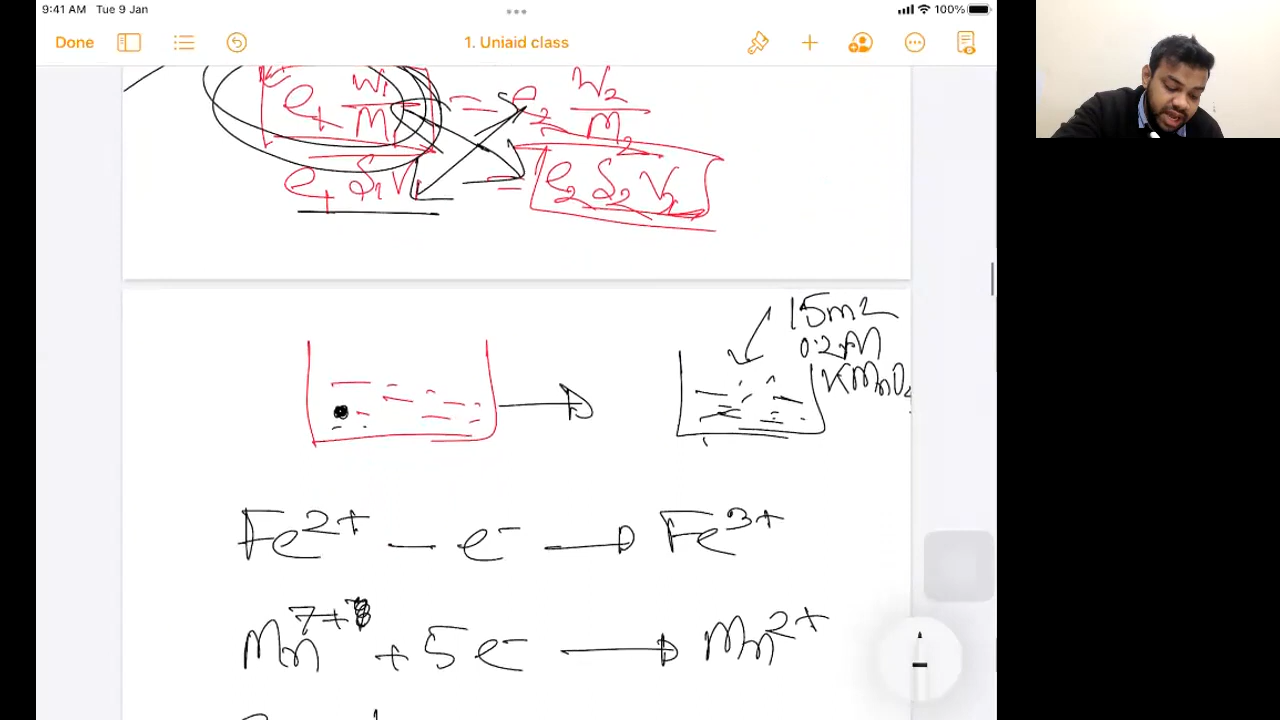 9:41 AM Tue 9 Jan
100%
Done
1. Uniaid class
e₁ W₁/M₁ = e₂ W₂/M₂
e₁ S₁ V₁ = e₂ S₂ V₂
15mL
0.2M
KMnO₄
Fe²⁺ - e⁻ → Fe³⁺
Mn⁷⁺ + 5e⁻ → Mn²⁺